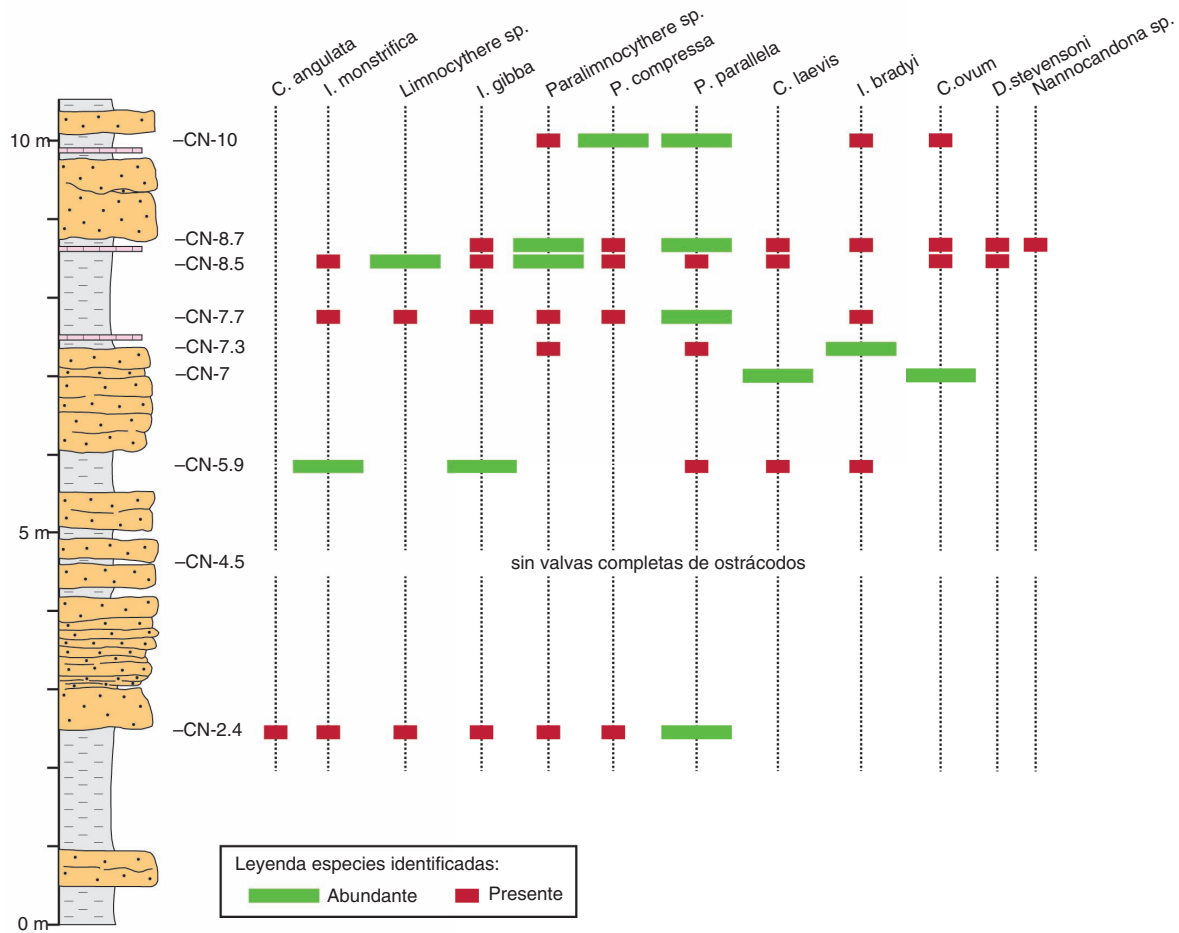 C. angulata
I. monstrifica
Limnocythere sp.
I. gibba
Paralimnocythere sp.
P. compressa
P. parallela
C. laevis
I. bradyi
C.ovum
D.stevensoni
Nannocandona sp.
10 m
–CN-10
–CN-8.7
–CN-8.5
–CN-7.7
–CN-7.3
–CN-7
–CN-5.9
5 m
–CN-4.5
sin valvas completas de ostrácodos
–CN-2.4
Leyenda especies identificadas:
Abundante
Presente
0 m